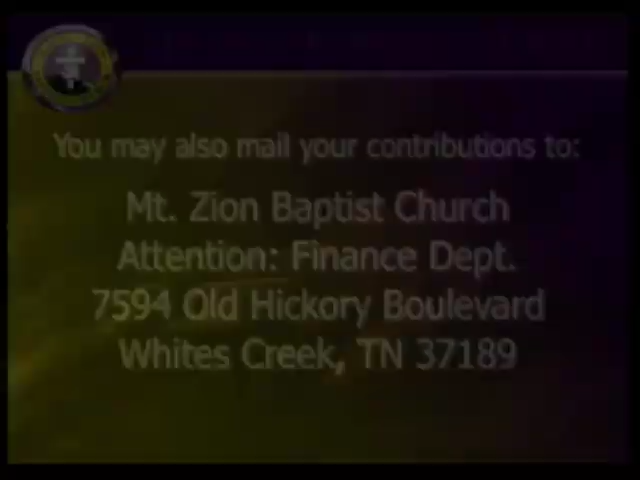 You may also mail your contributions to:
Mt. Zion Baptist Church
Attention: Finance Dept.
7594 Old Hickory Boulevard
Whites Creek, TN 37189